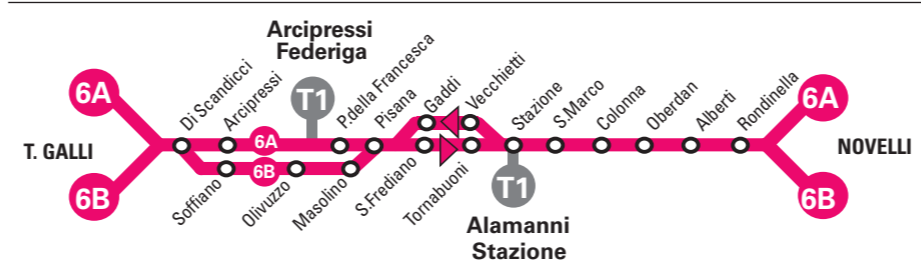 Arcipressi
Federiga
6A
6B
T. GALLI
Di Scandicci
Arcipressi
T1
P.della Francesca
Pisana
Gaddi
Vecchietti
Stazione
S.Marco
Colonna
Oberdan
Alberti
Rondinella
6A
6B
NOVELLI
6A
6B
Soffiano
Olivuzzo
Masolino
S.Frediano
Tornabuoni
T1
Alamanni
Stazione